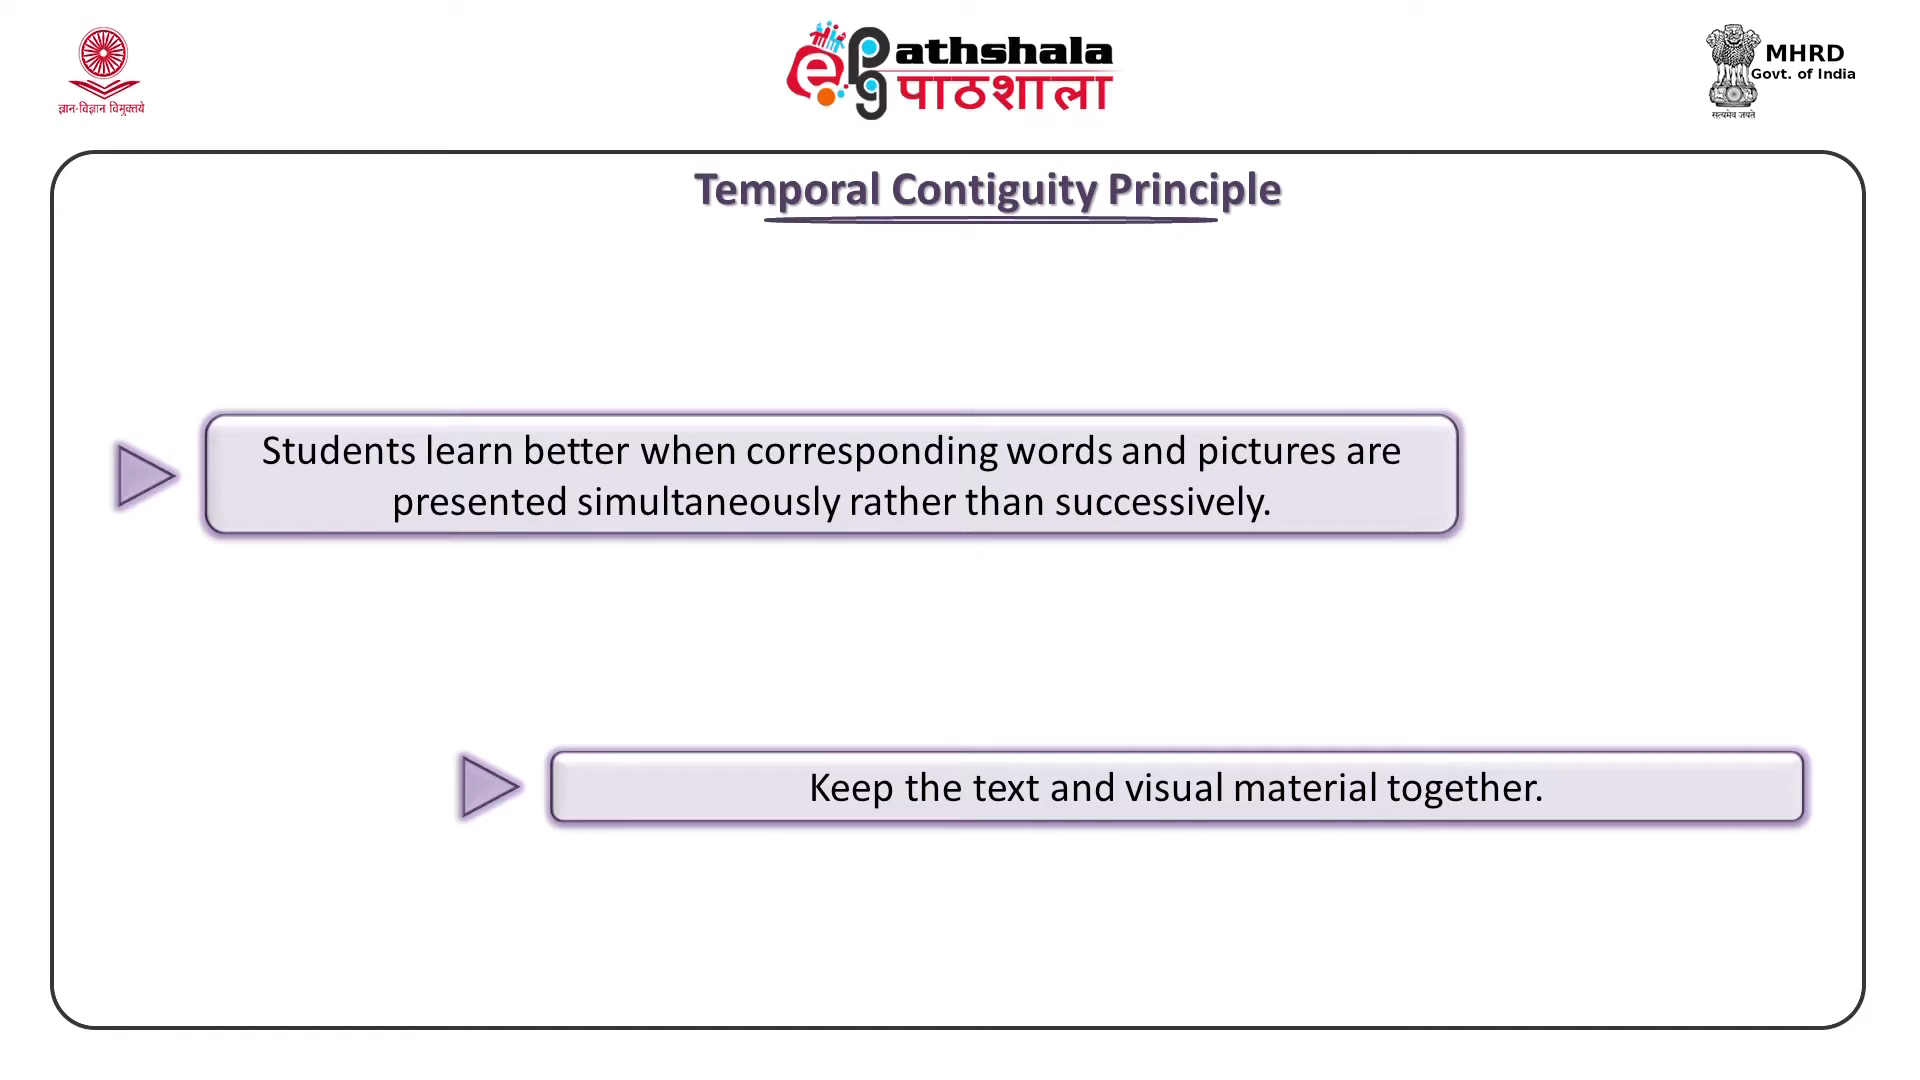 ज्ञान-विज्ञान विमुक्तये
e
pg
athshala
पाठशाला
MHRD
Govt. of India
सत्यमेव जयते
Temporal Contiguity Principle
Students learn better when corresponding words and pictures are
presented simultaneously rather than successively.
Keep the text and visual material together.